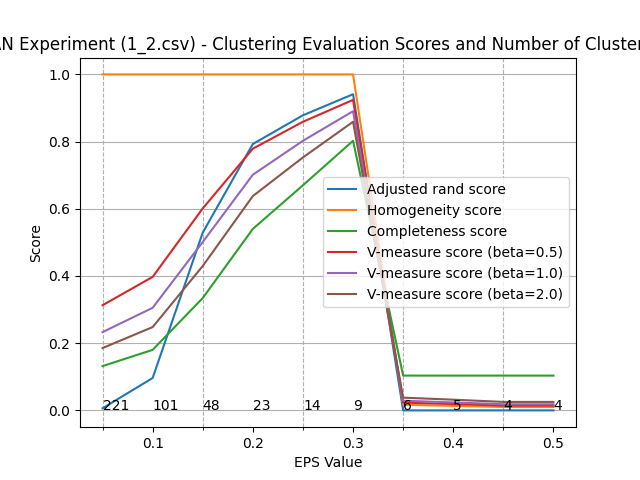 AN Experiment (1_2.csv) - Clustering Evaluation Scores and Number of Cluster
1.0
0.8
0.6
0.4
0.2
0.0
Score
Adjusted rand score
Homogeneity score
Completeness score
V-measure score (beta=0.5)
V-measure score (beta=1.0)
V-measure score (beta=2.0)
221 101 48 23 14 9 6 5 4 4
0.1 0.2 0.3 0.4 0.5
EPS Value